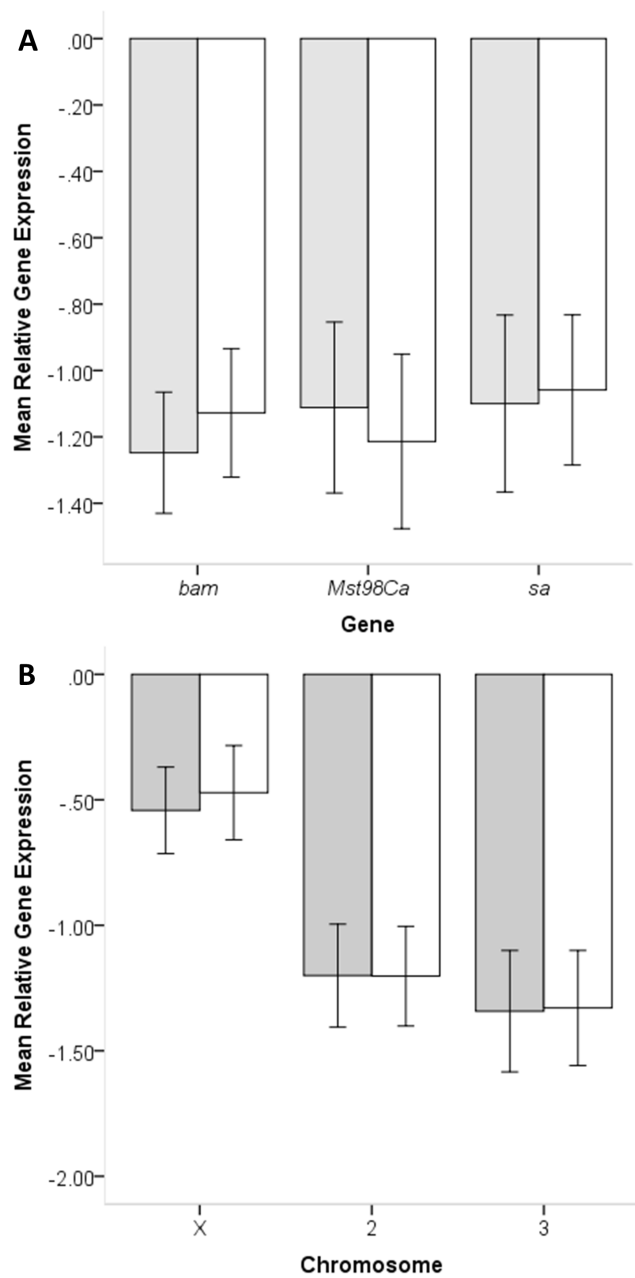 A
.00
-.20
-.40
-.60
-.80
-1.00
-1.20
-1.40
Mean Relative Gene Expression
bam Mst98Ca sa
Gene
B
.00
-.50
-1.00
-1.50
-2.00
Mean Relative Gene Expression
X 2 3
Chromosome